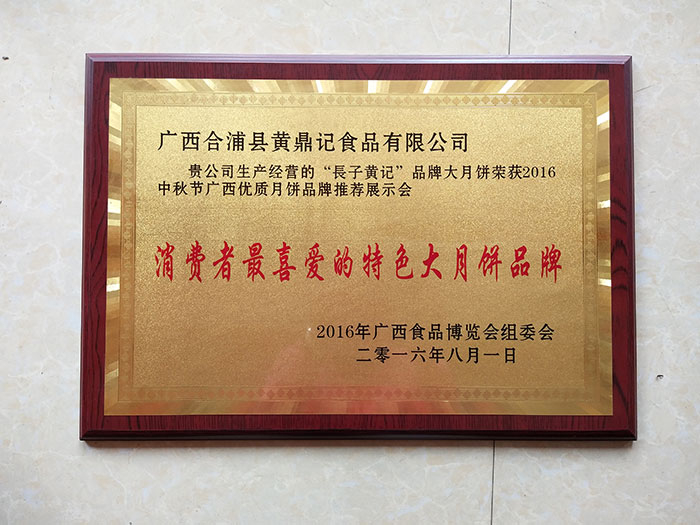 广西合浦县黄鼎记食品有限公司
贵公司生产经营的“長子黄记”品牌大月饼荣获2016
中秋节广西优质月饼品牌推荐展示会
消费者最喜爱的特色大月饼品牌
2016年广西食品博览会组委会
二零一六年八月一日